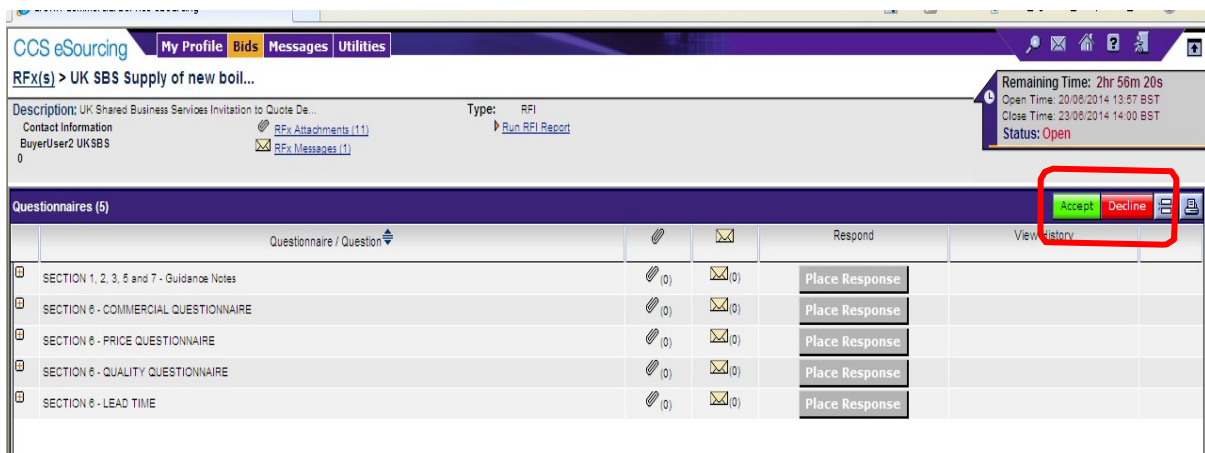 CCS eSourcing My Profile Bids Messages Utilities
RFx(s) > UK SBS Supply of new boil...
Remaining Time: 2hr 56m 20s
Open Time: 20/06/2014 13:57 BST
Close Time: 23/06/2014 14:00 BST
Status: Open
Description: UK Shared Business Services Invitation to Quote De...
Type: RFI
Contact Information
RFx Attachments (11)
Run RFI Report
BuyerUser2 UKSBS
RFx Messages (1)
0
Questionnaires (5) Accept Decline
Questionnaire / Question Respond View History
SECTION 1, 2, 3, 5 and 7 - Guidance Notes (0) (0) Place Response
SECTION 6 - COMMERCIAL QUESTIONNAIRE (0) (0) Place Response
SECTION 6 - PRICE QUESTIONNAIRE (0) (0) Place Response
SECTION 6 - QUALITY QUESTIONNAIRE (0) (0) Place Response
SECTION 6 - LEAD TIME (0) (0) Place Response